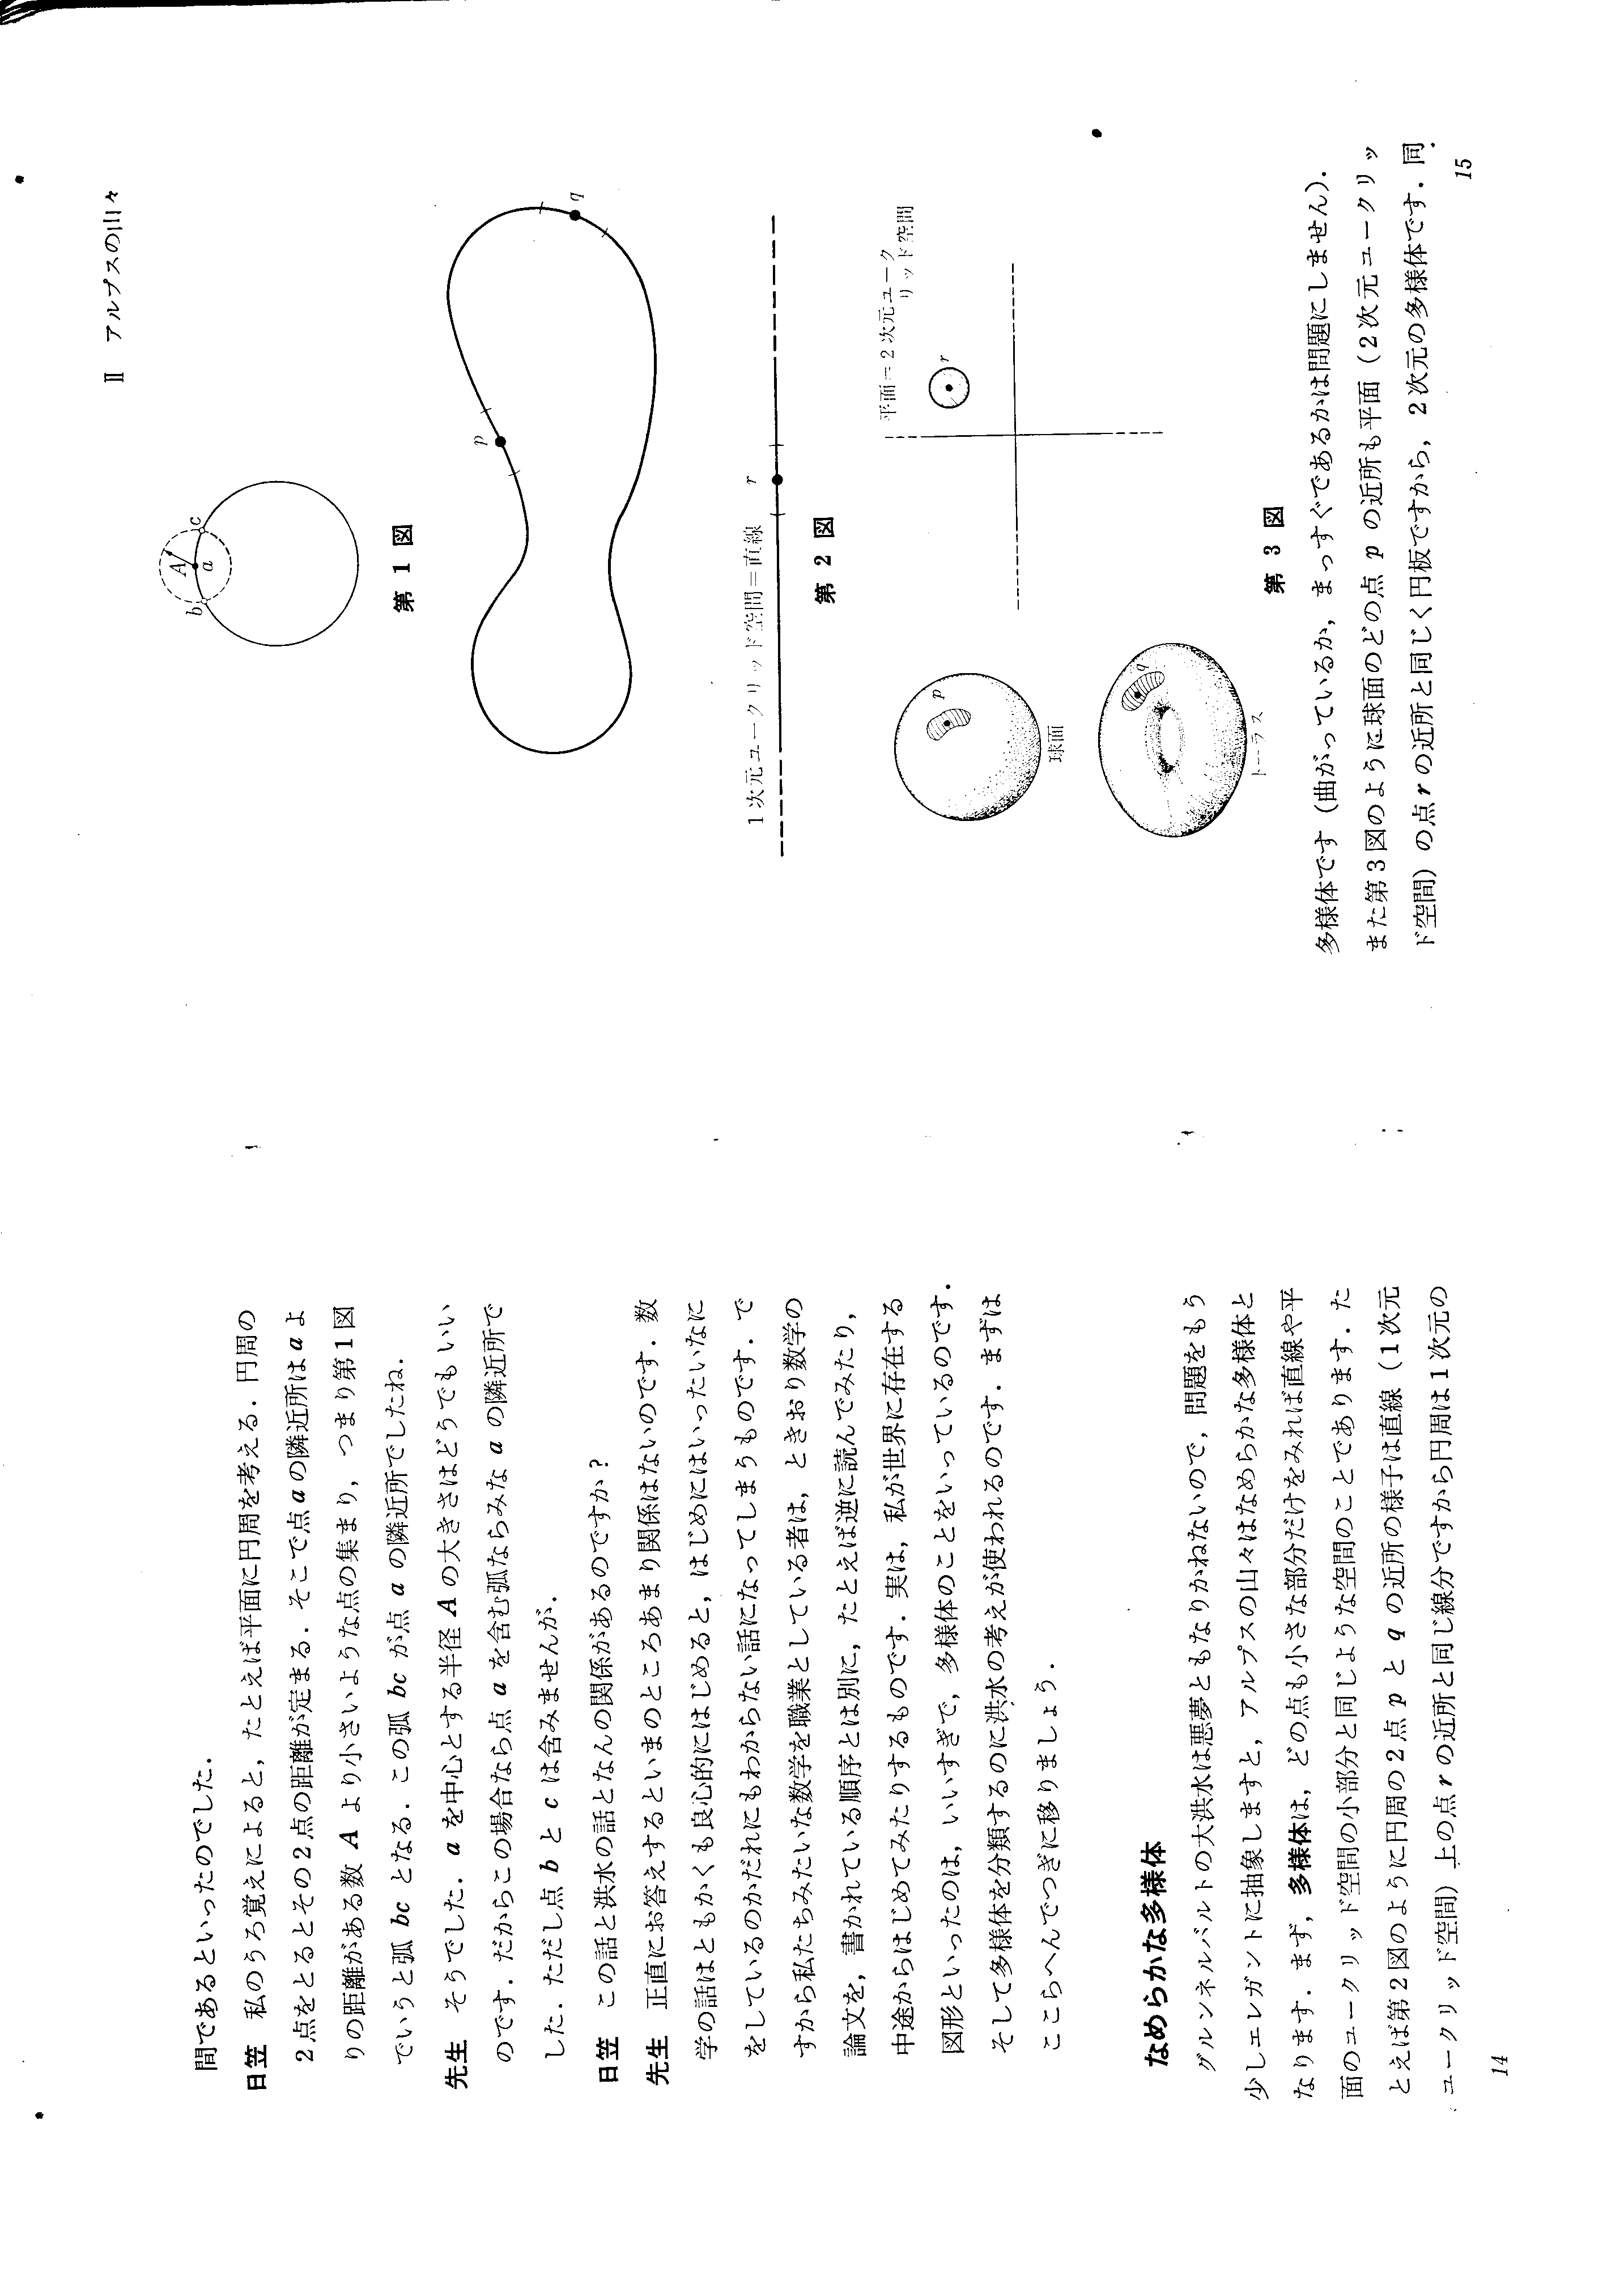 間であるといったのでした．
日笠　私のうろ覚えによると，たとえば平面に円周を考える．円周の
2点をとるとその2点の距離が定まる．そこで点aの隣近所はaよ
りの距離がある数 A より小さいような点の集まり，つまり第1図
でいうと弧 bc となる．この弧 bc が点 a の隣近所でしたね．
先生　そうでした．a を中心とする半径 A の大きさはどうでもいい
のです．だからこの場合なら点 a を含む弧ならみな a の隣近所で
した．ただし点 b と c は含みませんが．
日笠　この話と洪水の話となんの関係があるのですか？
先生　正直にお答えするといまのところあまり関係はないのです．数
学の話はともかくも良心的にはじめると，はじめにはいったいなに
をしているのかだれにもわからない話になってしまうものです．で
すから私たちみたいな数学を職業としている者は，ときおり数学の
論文を，書かれている順序とは別に，たとえば逆に読んでみたり，
中途からはじめてみたりするものです．実は，私が世界に存在する
図形といったのは，いいすぎで，多様体のことをいっているのです．
そして多様体を分類するのに洪水の考えが使われるのです．まずは
ここらへんでつぎに移りましょう．
なめらかな多様体
グルンネルバルトの大洪水は悪夢ともなりかねないので，問題をもう
少しエレガントに抽象しますと，アルプスの山々はなめらかな多様体と
なります．まず，多様体は，どの点も小さな部分だけをみれば直線や平
面のユークリッド空間の小部分と同じような空間のことであります．た
とえば第2図のように円周の2点 p と q の近所の様子は直線（1次元
ユークリッド空間）上の点 r の近所と同じ線分ですから円周は1次元の
14
II　アルプスの山々
A
a
b
c
第 1 図
p
q
r
1次元ユークリッド空間＝直線
第 2 図
平面＝2次元ユーク
リッド空間
r
p
球面
q
トーラス
第 3 図
多様体です（曲がっているか，まっすぐであるかは問題にしません）．
また第3図のように球面のどの点 p の近所も平面（2次元ユークリッ
ド空間）の点 r の近所と同じく円板ですから，2次元の多様体です．同
15